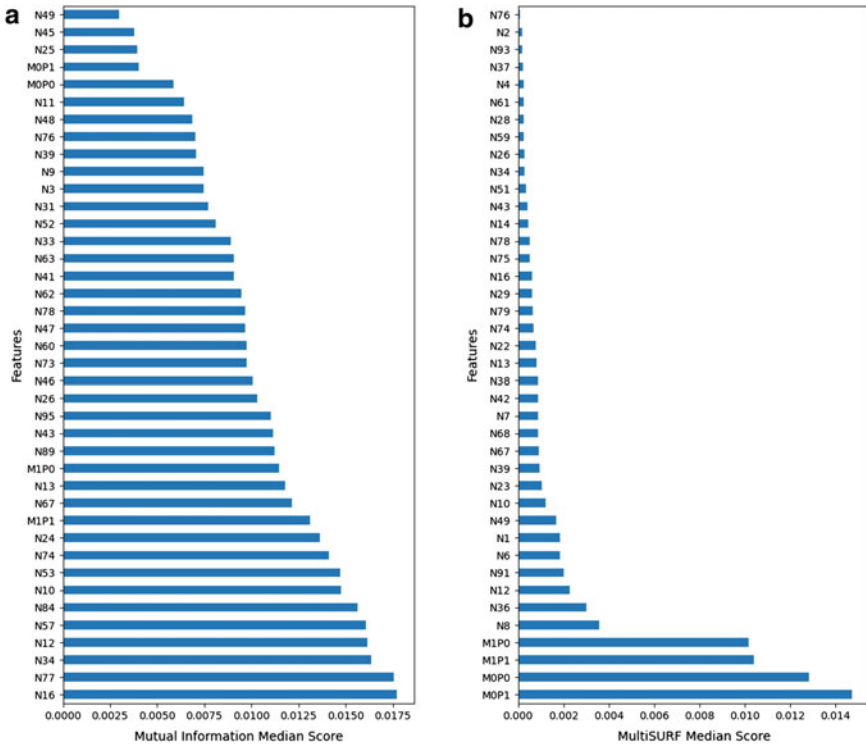 a
N49
N45
N25
M0P1
M0P0
N11
N48
N76
N39
N9
N3
N31
N52
N33
N63
N41
N62
N78
N47
N60
N73
N46
N26
N95
N43
N89
M1P0
N13
N67
M1P1
N24
N74
N53
N10
N84
N57
N12
N34
N77
N16
Features
0.0000 0.0025 0.0050 0.0075 0.0100 0.0125 0.0150 0.0175
Mutual Information Median Score
b
N76
N2
N93
N37
N4
N61
N28
N59
N26
N34
N51
N43
N14
N78
N75
N16
N29
N79
N74
N22
N13
N38
N42
N7
N68
N67
N39
N23
N10
N49
N1
N6
N91
N12
N36
N8
M1P0
M1P1
M0P0
M0P1
Features
0.000 0.002 0.004 0.006 0.008 0.010 0.012 0.014
MultiSURF Median Score